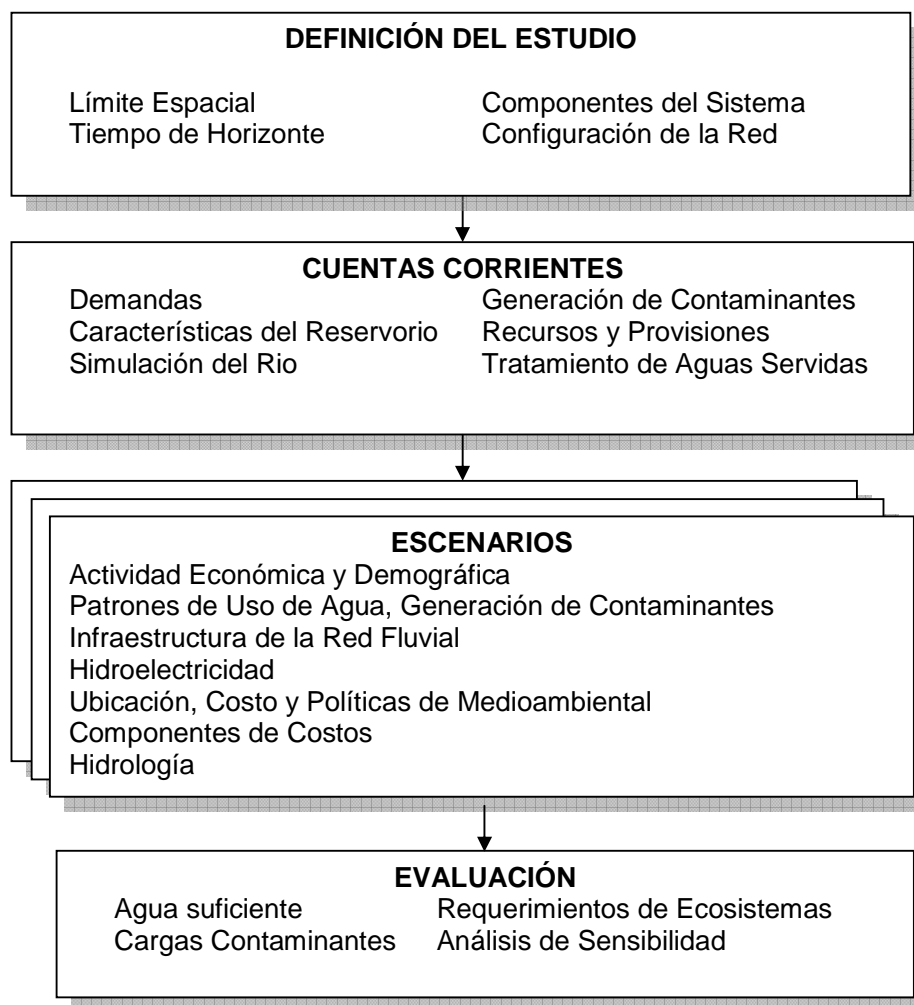 DEFINICIÓN DEL ESTUDIO
Límite Espacial Componentes del Sistema
Tiempo de Horizonte Configuración de la Red
CUENTAS CORRIENTES
Demandas Generación de Contaminantes
Características del Reservorio Recursos y Provisiones
Simulación del Rio Tratamiento de Aguas Servidas
ESCENARIOS
Actividad Económica y Demográfica
Patrones de Uso de Agua, Generación de Contaminantes
Infraestructura de la Red Fluvial
Hidroelectricidad
Ubicación, Costo y Políticas de Medioambiental
Componentes de Costos
Hidrología
EVALUACIÓN
Agua suficiente Requerimientos de Ecosistemas
Cargas Contaminantes Análisis de Sensibilidad